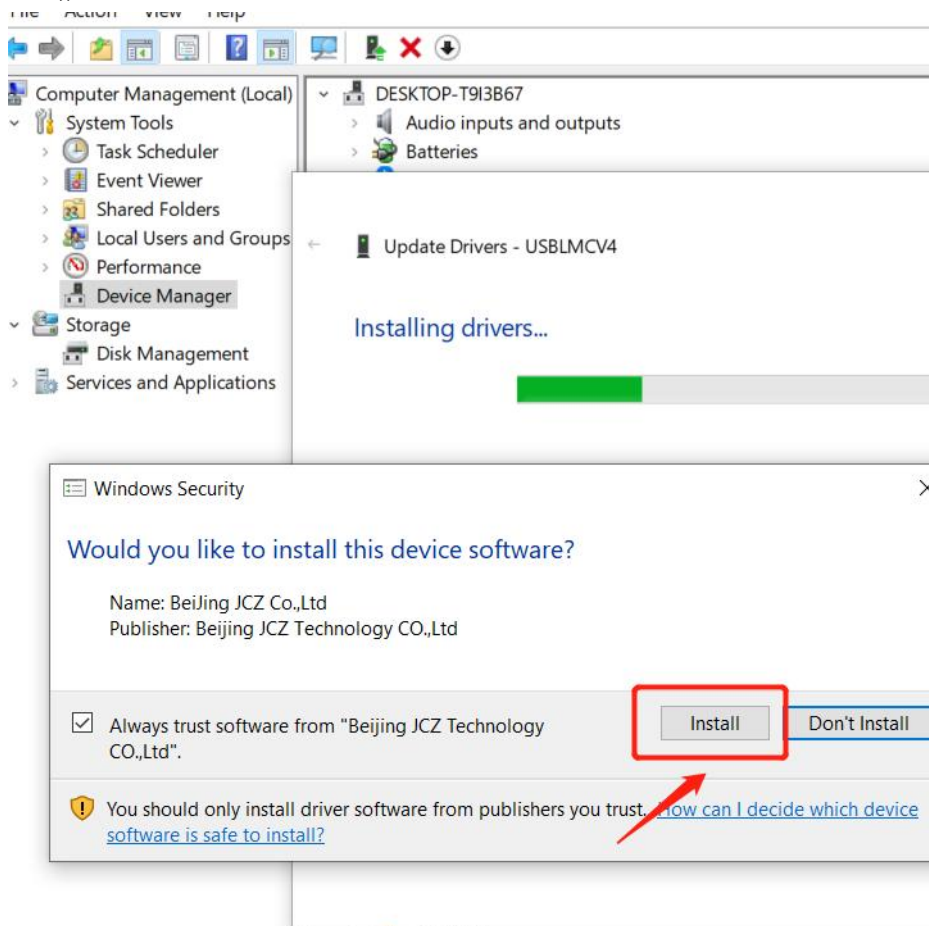 File Action View Help
Computer Management (Local)
System Tools
Task Scheduler
Event Viewer
Shared Folders
Local Users and Groups
Performance
Device Manager
Storage
Disk Management
Services and Applications
DESKTOP-T9I3B67
Audio inputs and outputs
Batteries
Update Drivers - USBLMCV4
Installing drivers...
Windows Security
Would you like to install this device software?
Name: BeiJing JCZ Co.,Ltd
Publisher: Beijing JCZ Technology CO.,Ltd
Always trust software from "Beijing JCZ Technology
CO.,Ltd".
Install
Don't Install
You should only install driver software from publishers you trust. How can I decide which device
software is safe to install?